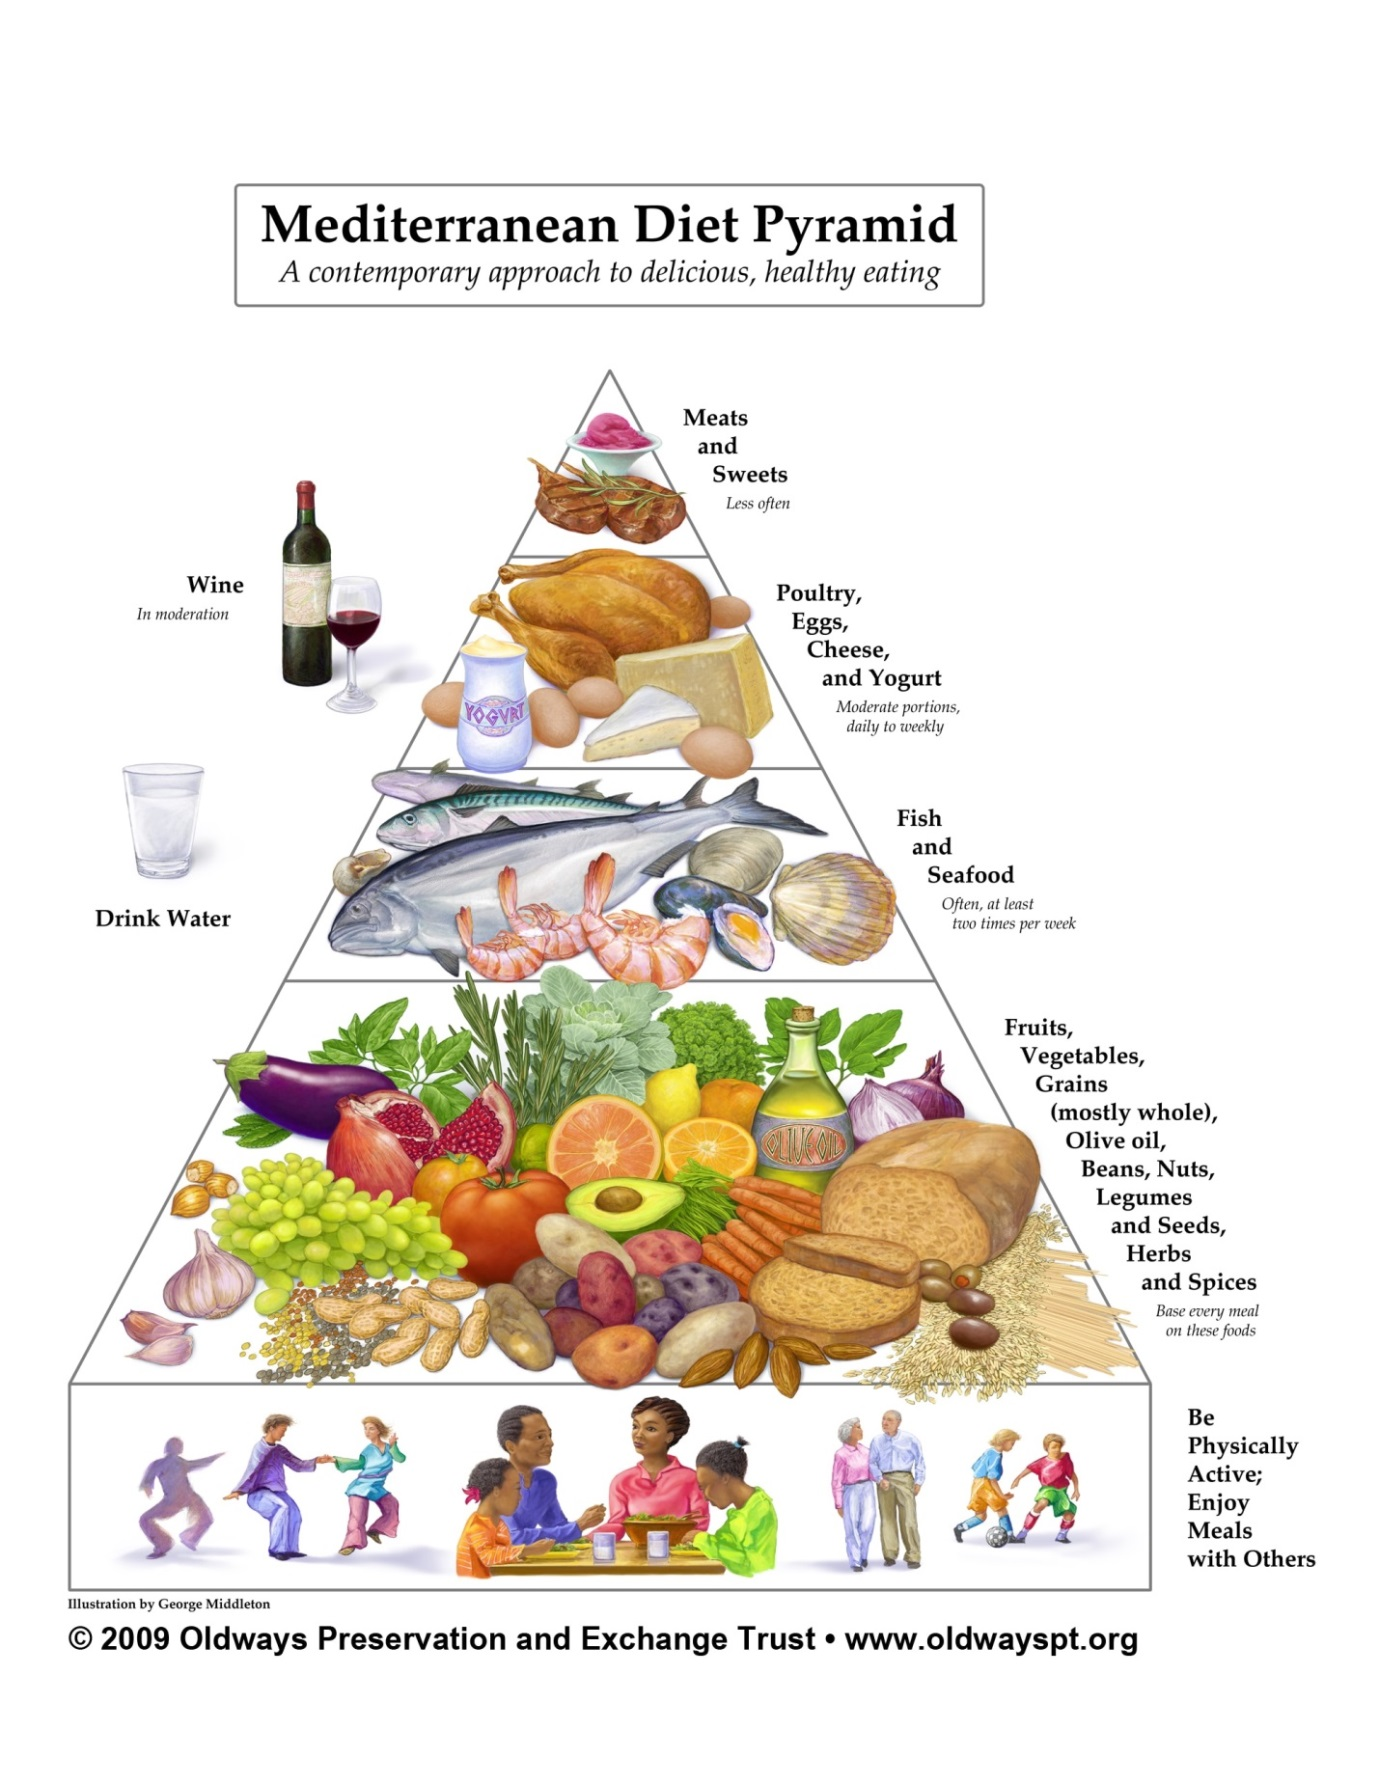 Mediterranean Diet Pyramid
A contemporary approach to delicious, healthy eating
Meats
and
Sweets
Less often
Wine
In moderation
Poultry,
Eggs,
Cheese,
and Yogurt
Moderate portions,
daily to weekly
YOGVRT
Drink Water
Fish
and
Seafood
Often, at least
two times per week
Fruits,
Vegetables,
Grains
(mostly whole),
Olive oil,
Beans, Nuts,
Legumes
and Seeds,
Herbs
and Spices
Base every meal
on these foods
OLIVE OIL
Be
Physically
Active;
Enjoy
Meals
with Others
Illustration by George Middleton
© 2009 Oldways Preservation and Exchange Trust • www.oldwayspt.org